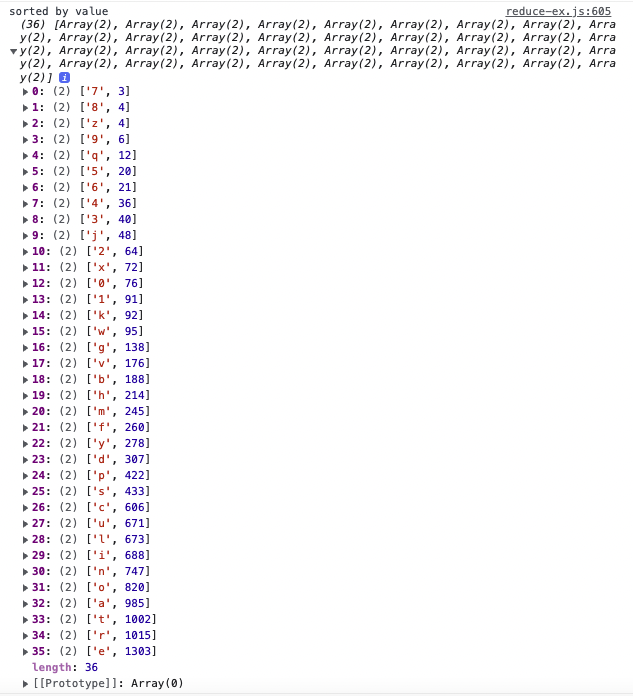 sorted by value reduce-ex.js:605
(36) [Array(2), Array(2), Array(2), Array(2), Array(2), Array(2), Array(2), Array(2), Arra
y(2), Array(2), Array(2), Array(2), Array(2), Array(2), Array(2), Array(2), Array(2), Arra
y(2), Array(2), Array(2), Array(2), Array(2), Array(2), Array(2), Array(2), Array(2), Arra
y(2), Array(2), Array(2), Array(2), Array(2), Array(2), Array(2), Array(2), Array(2), Arra
y(2)] i
0: (2) ['7', 3]
1: (2) ['8', 4]
2: (2) ['z', 4]
3: (2) ['9', 6]
4: (2) ['q', 12]
5: (2) ['5', 20]
6: (2) ['6', 21]
7: (2) ['4', 36]
8: (2) ['3', 40]
9: (2) ['j', 48]
10: (2) ['2', 64]
11: (2) ['x', 72]
12: (2) ['0', 76]
13: (2) ['1', 91]
14: (2) ['k', 92]
15: (2) ['w', 95]
16: (2) ['g', 138]
17: (2) ['v', 176]
18: (2) ['b', 188]
19: (2) ['h', 214]
20: (2) ['m', 245]
21: (2) ['f', 260]
22: (2) ['y', 278]
23: (2) ['d', 307]
24: (2) ['p', 422]
25: (2) ['s', 433]
26: (2) ['c', 606]
27: (2) ['u', 671]
28: (2) ['l', 673]
29: (2) ['i', 688]
30: (2) ['n', 747]
31: (2) ['o', 820]
32: (2) ['a', 985]
33: (2) ['t', 1002]
34: (2) ['r', 1015]
35: (2) ['e', 1303]
length: 36
[[Prototype]]: Array(0)